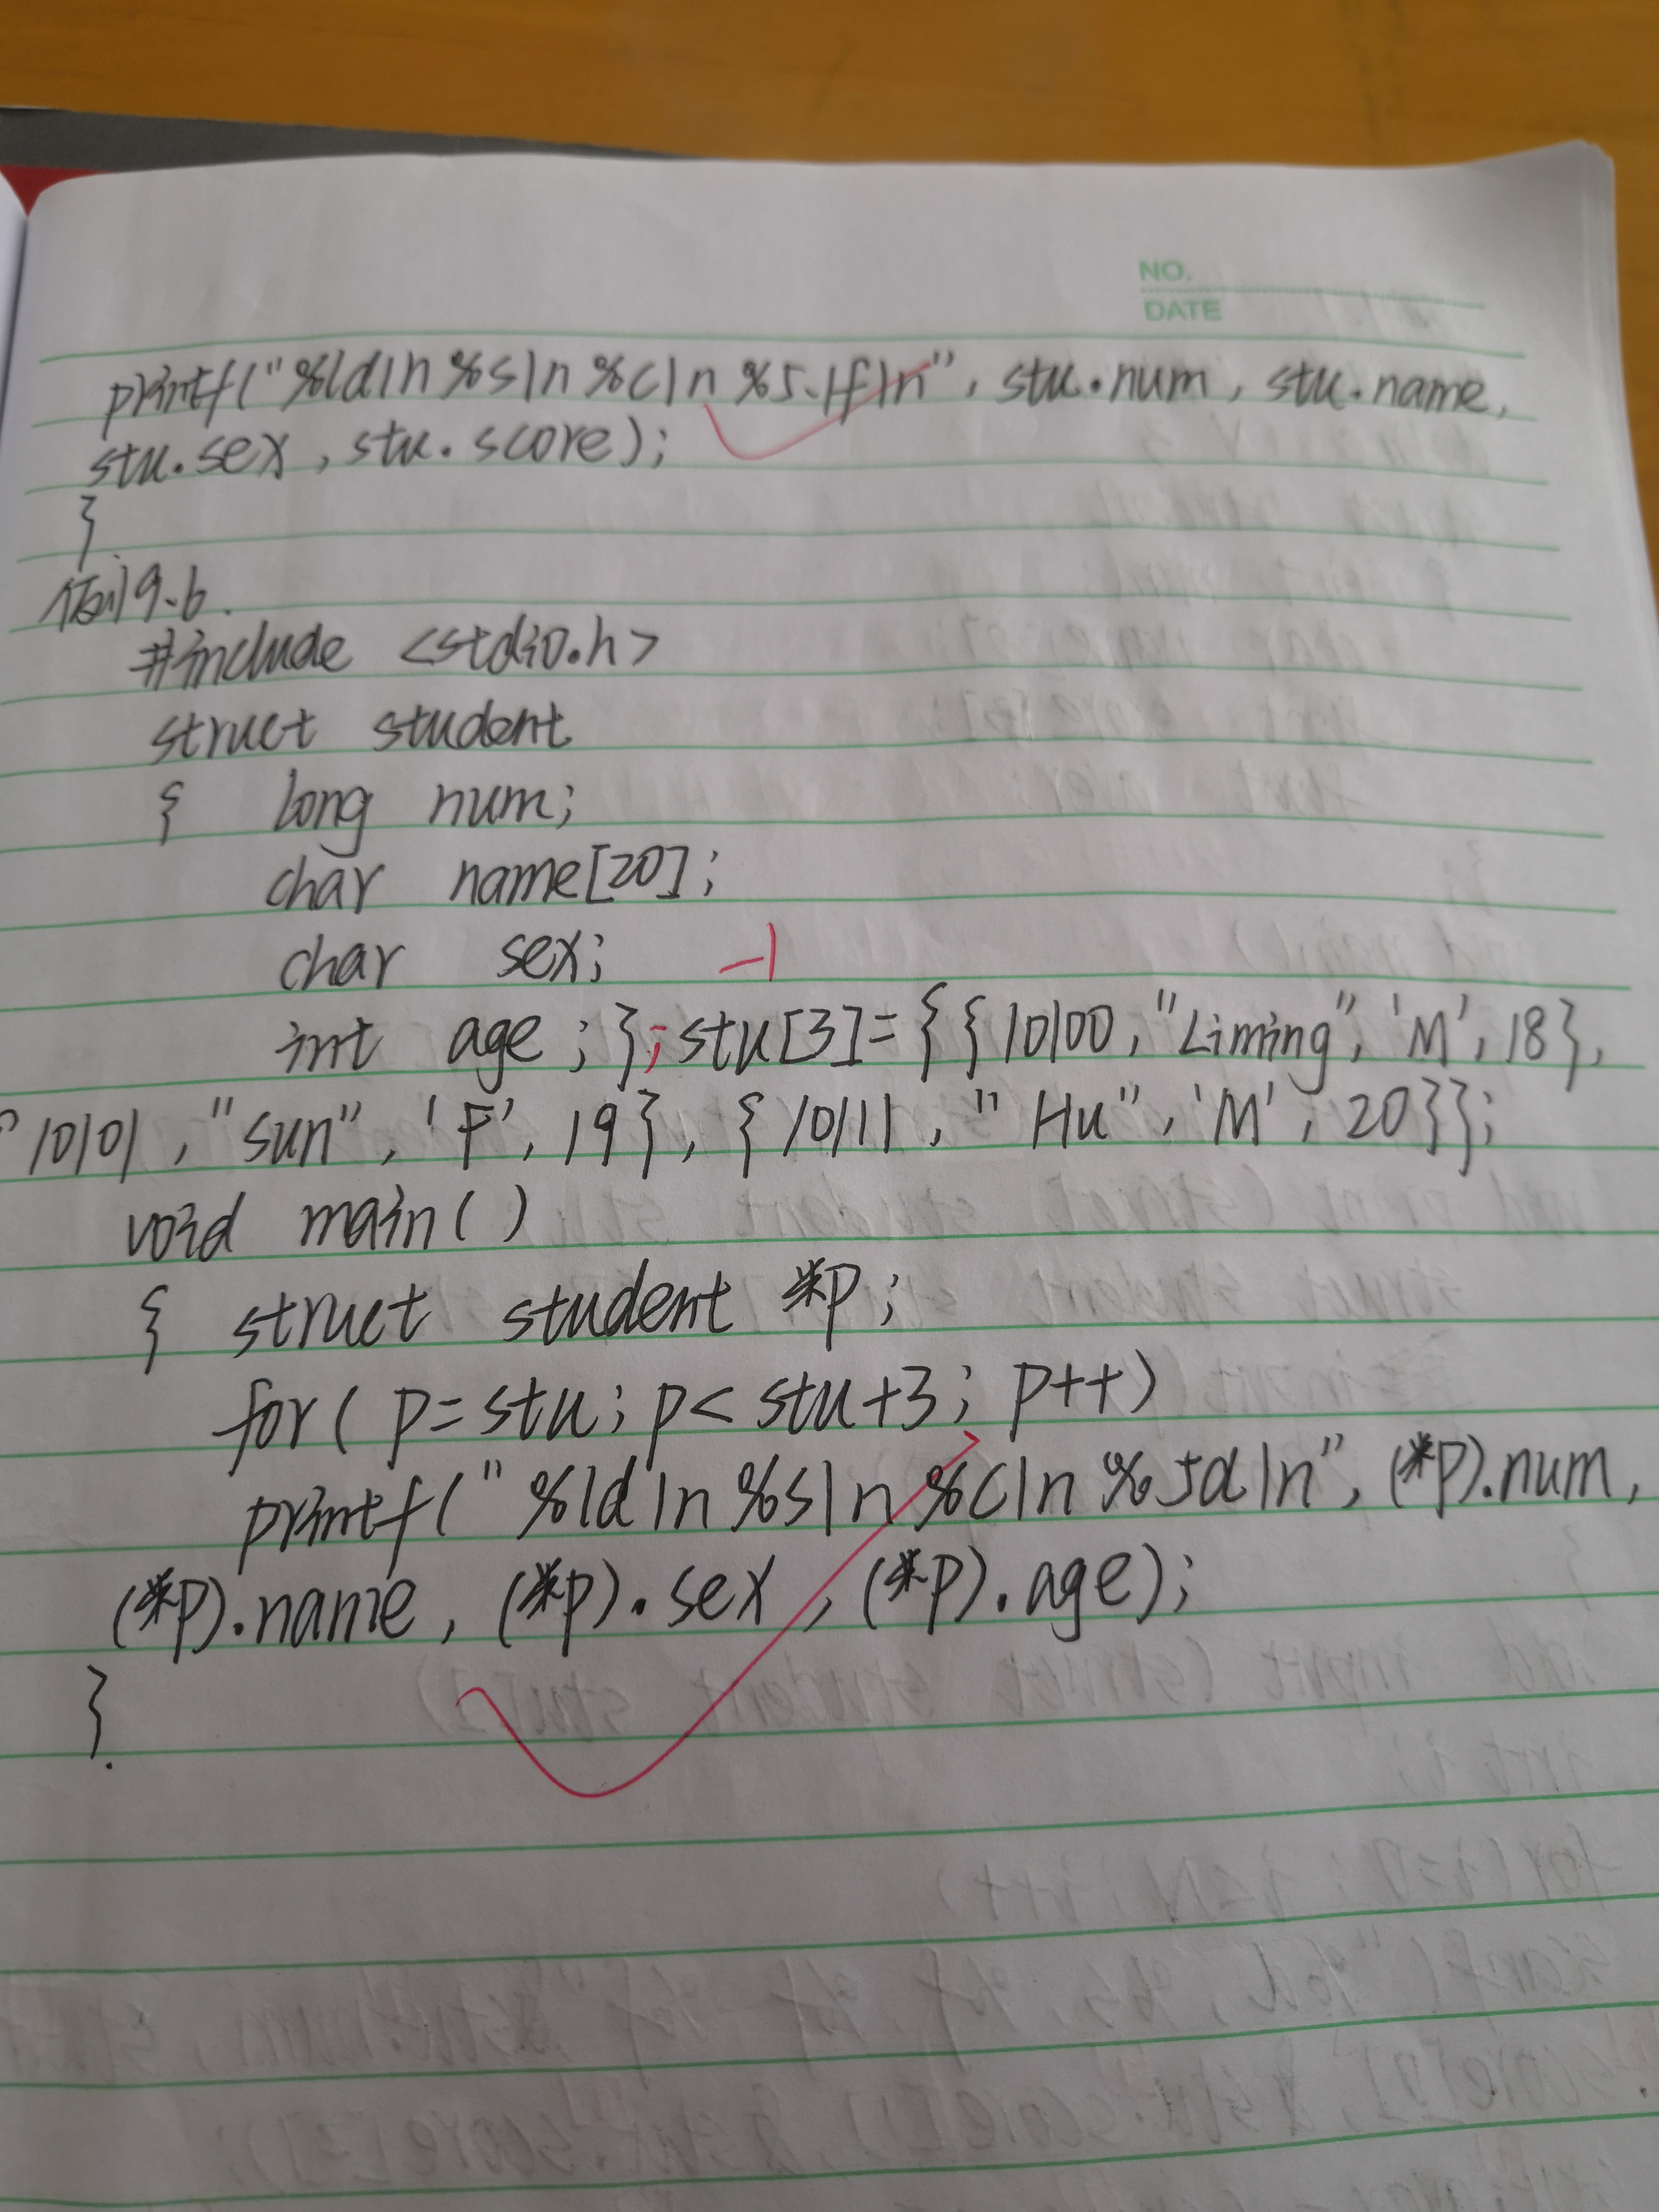 NO.
DATE
printf("%ld\n%s\n%c\n%5.1f\n", stu.num, stu.name,
stu.sex, stu.score);
}
例9.6.
#include <stdio.h>
struct student
{ long num;
char name[20];
char sex; -1
int age;};stu[3]={{10100,"Liming",'M',18},
10101,"sun",'F',19},{10111,"Hu",'M',20}};
void main()
{ struct student *p;
for(p=stu;p<stu+3;p++)
printf("%ld\n%s\n%c\n%5d\n",(*p).num,
(*p).name,(*p).sex,(*p).age);
}